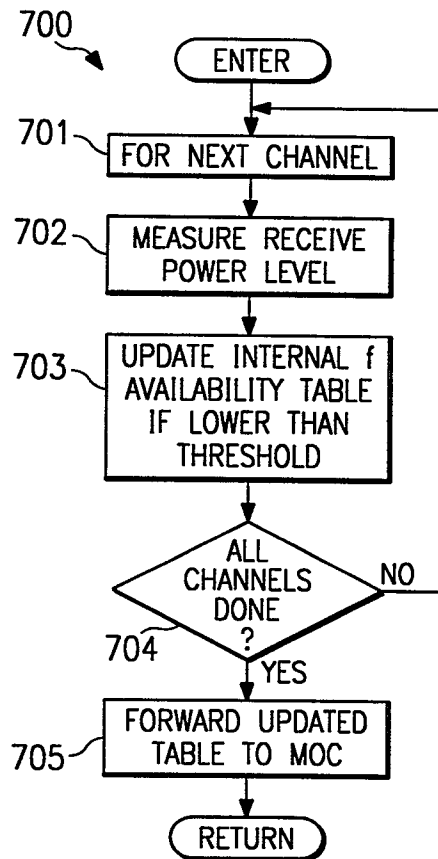 700
ENTER
701
FOR NEXT CHANNEL
702
MEASURE RECEIVE
POWER LEVEL
703
UPDATE INTERNAL f
AVAILABILITY TABLE
IF LOWER THAN
THRESHOLD
ALL
CHANNELS
DONE
?
NO
704
YES
705
FORWARD UPDATED
TABLE TO MOC
RETURN